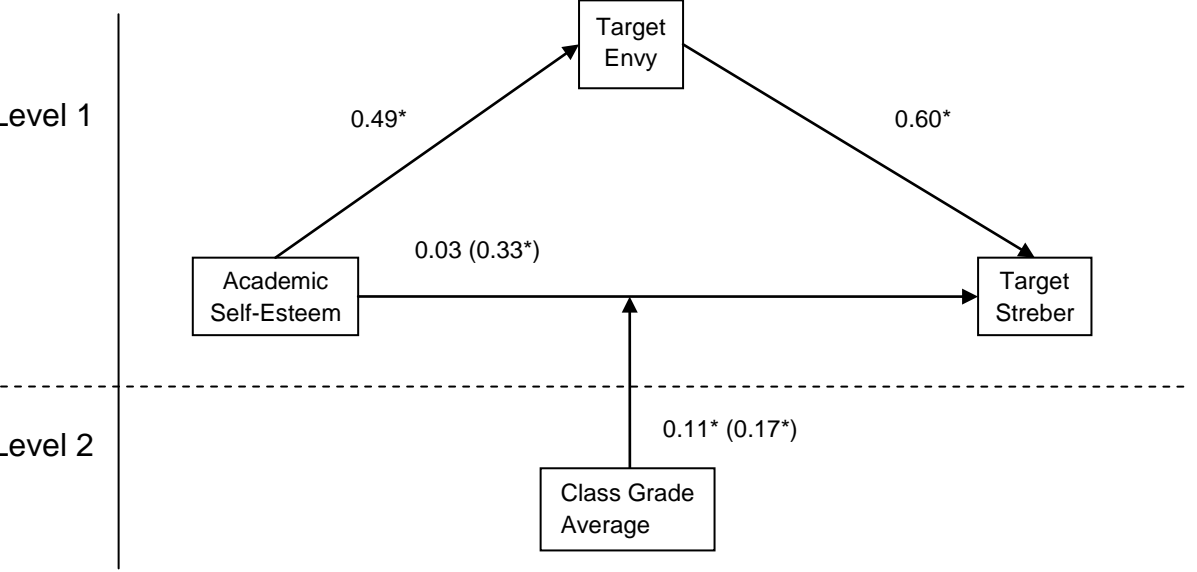 Target
Envy
Level 1
0.49*
0.60*
0.03 (0.33*)
Academic
Self-Esteem
Target
Streber
Level 2
0.11* (0.17*)
Class Grade
Average